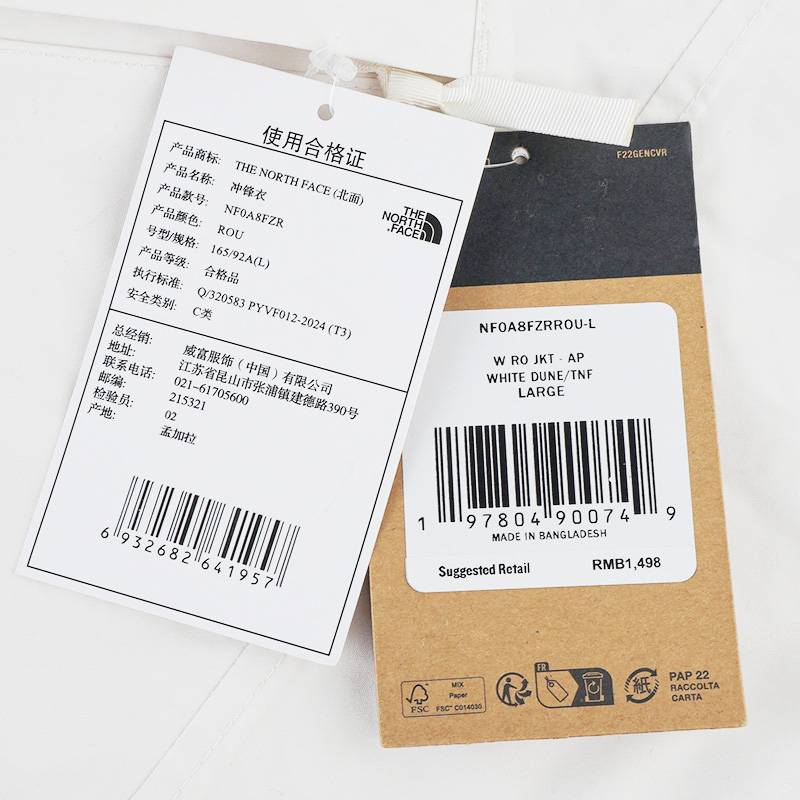 使用合格证
产品商标: THE NORTH FACE (北面)
产品名称: 冲锋衣
产品款号: NF0A8FZR
产品颜色: ROU
号型/规格: 165/92A(L)
产品等级: 合格品
执行标准: Q/320583 PYVF012-2024 (T3)
安全类别: C类
THE
NORTH
FACE
总经销: 威富服饰（中国）有限公司
地址: 江苏省昆山市张浦镇建德路390号
联系电话: 021-61705600
邮编: 215321
检验员: 02
产地: 孟加拉
6 932682 641957
F22GENCVR
NF0A8FZRROU-L
W RO JKT - AP
WHITE DUNE/TNF
LARGE
1 97804 90074 9
MADE IN BANGLADESH
Suggested Retail RMB1,498
FSC
MIX
Paper
FSC™ C014030
FR
紙
PAP 22
RACCOLTA
CARTA